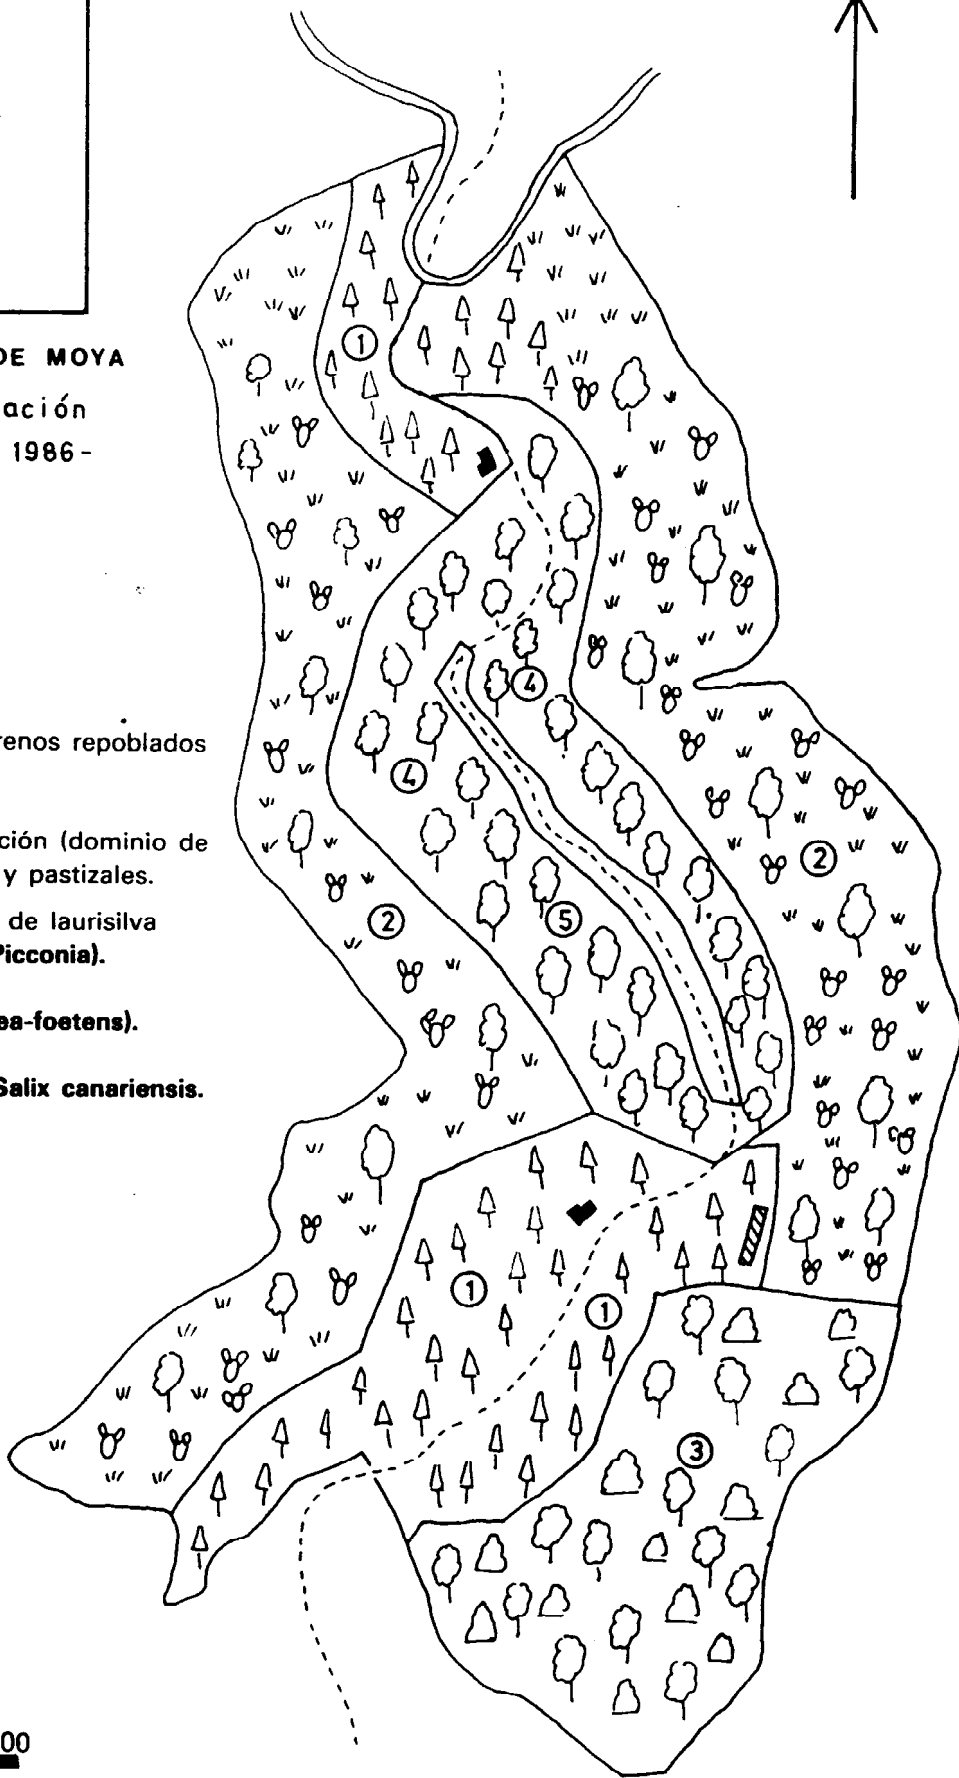 DE MOYA
ación
1986-
renos repoblados
ción (dominio de
y pastizales.
de laurisilva
Picconia).
ea-foetens).
Salix canariensis.
00
1
4
4
2
2
5
1
1
3